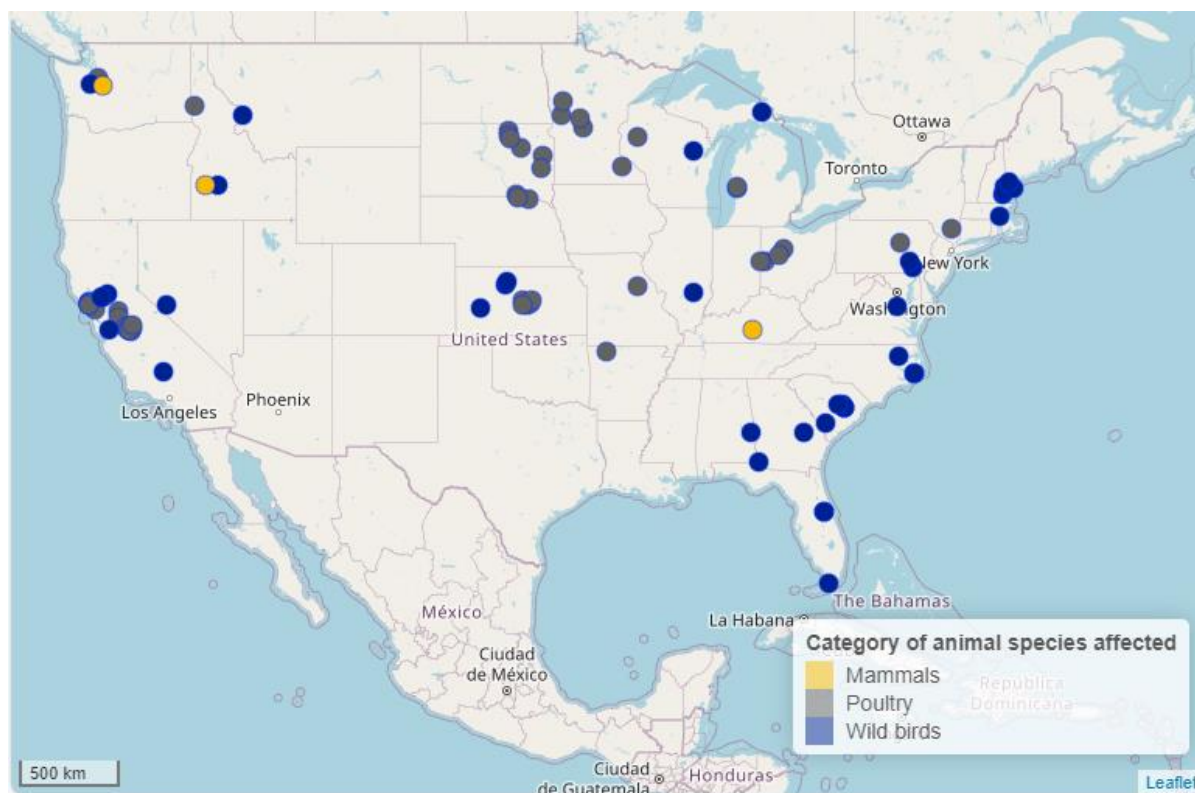 Ottawa
Toronto
New York
Washington
United States
Los Angeles
Phoenix
México
Ciudad
de México
La Habana
The Bahamas
Category of animal species affected
Mammals
Poultry
Wild birds
República
Dominicana
500 km
Ciudad
de Guatemala
Honduras
Leaflet